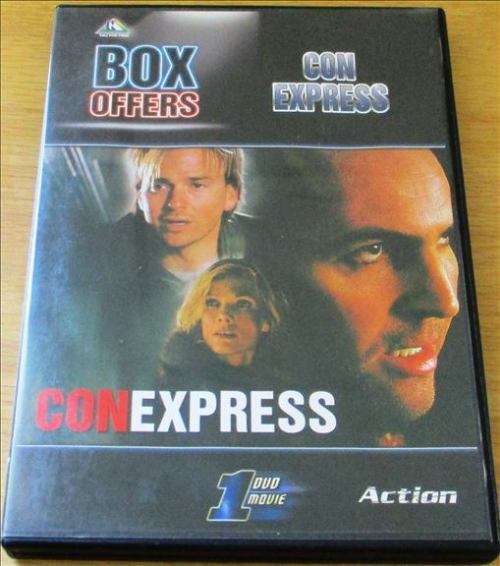 BOX
OFFERS
CON
EXPRESS
CONEXPRESS
1 DVD
MOVIE
Action